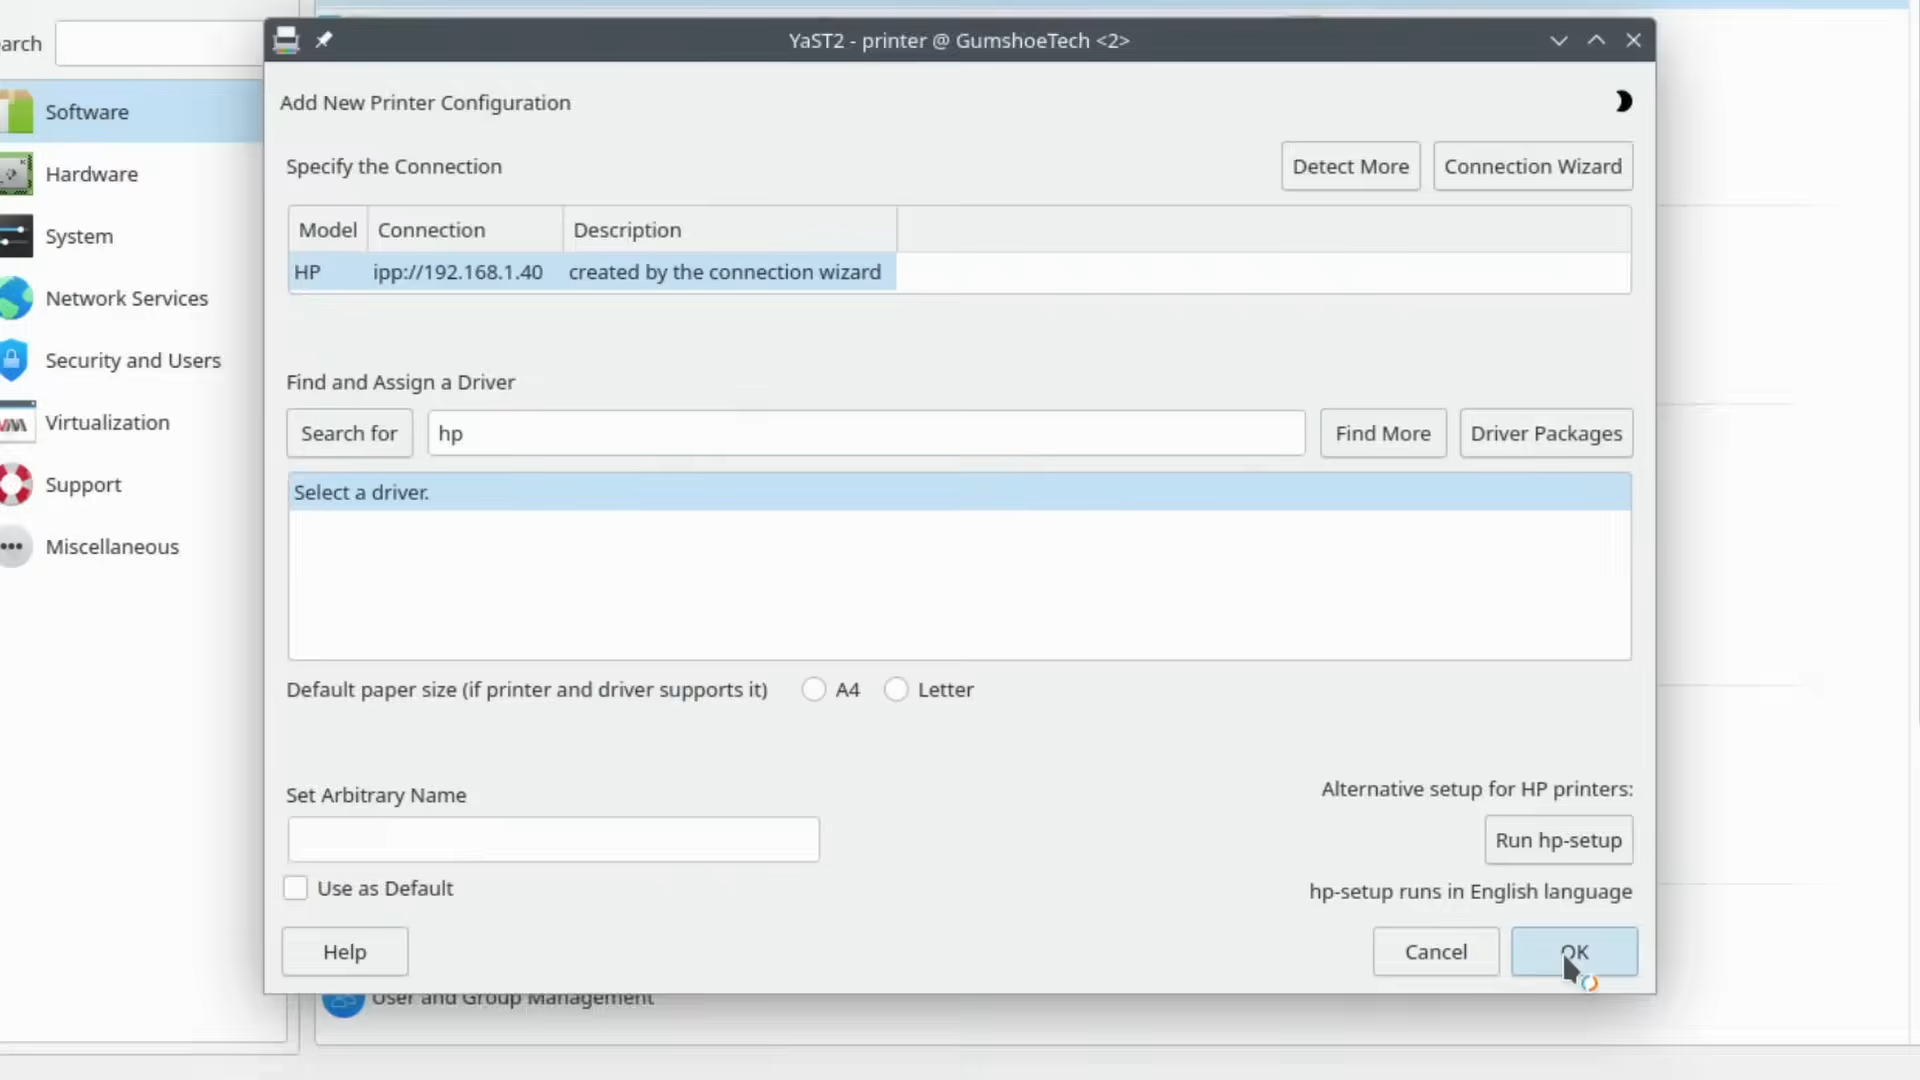 YaST2 - printer @ GumshoeTech <2>
arch
Software
Hardware
System
Network Services
Security and Users
Virtualization
Support
Miscellaneous
Add New Printer Configuration
Specify the Connection
Detect More
Connection Wizard
Model Connection Description
HP ipp://192.168.1.40 created by the connection wizard
Find and Assign a Driver
Search for
hp
Find More
Driver Packages
Select a driver.
Default paper size (if printer and driver supports it)
A4
Letter
Set Arbitrary Name
Use as Default
Alternative setup for HP printers:
Run hp-setup
hp-setup runs in English language
Help
Cancel
OK
User and Group Management